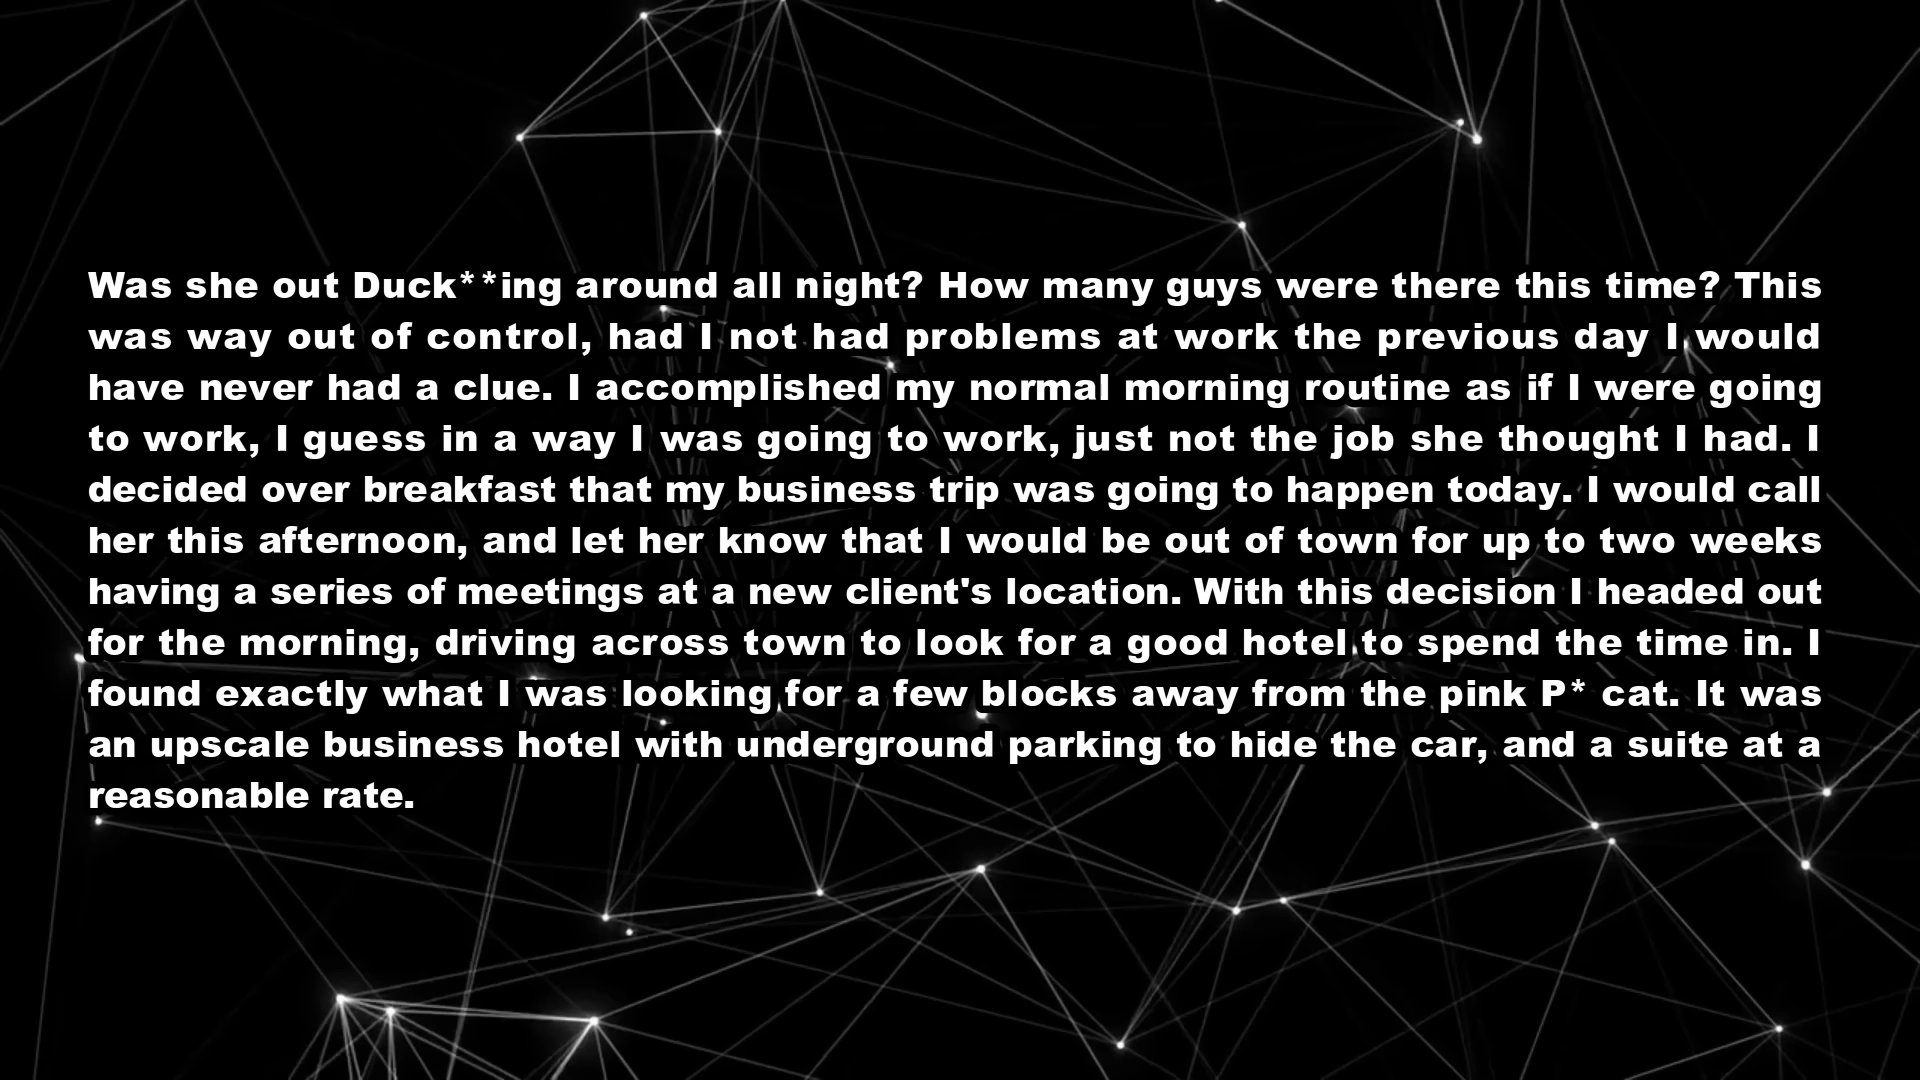 Was she out Duck**ing around all night? How many guys were there this time? This
was way out of control, had I not had problems at work the previous day I would
have never had a clue. I accomplished my normal morning routine as if I were going
to work, I guess in a way I was going to work, just not the job she thought I had. I
decided over breakfast that my business trip was going to happen today. I would call
her this afternoon, and let her know that I would be out of town for up to two weeks
having a series of meetings at a new client's location. With this decision I headed out
for the morning, driving across town to look for a good hotel to spend the time in. I
found exactly what I was looking for a few blocks away from the pink P* cat. It was
an upscale business hotel with underground parking to hide the car, and a suite at a
reasonable rate.